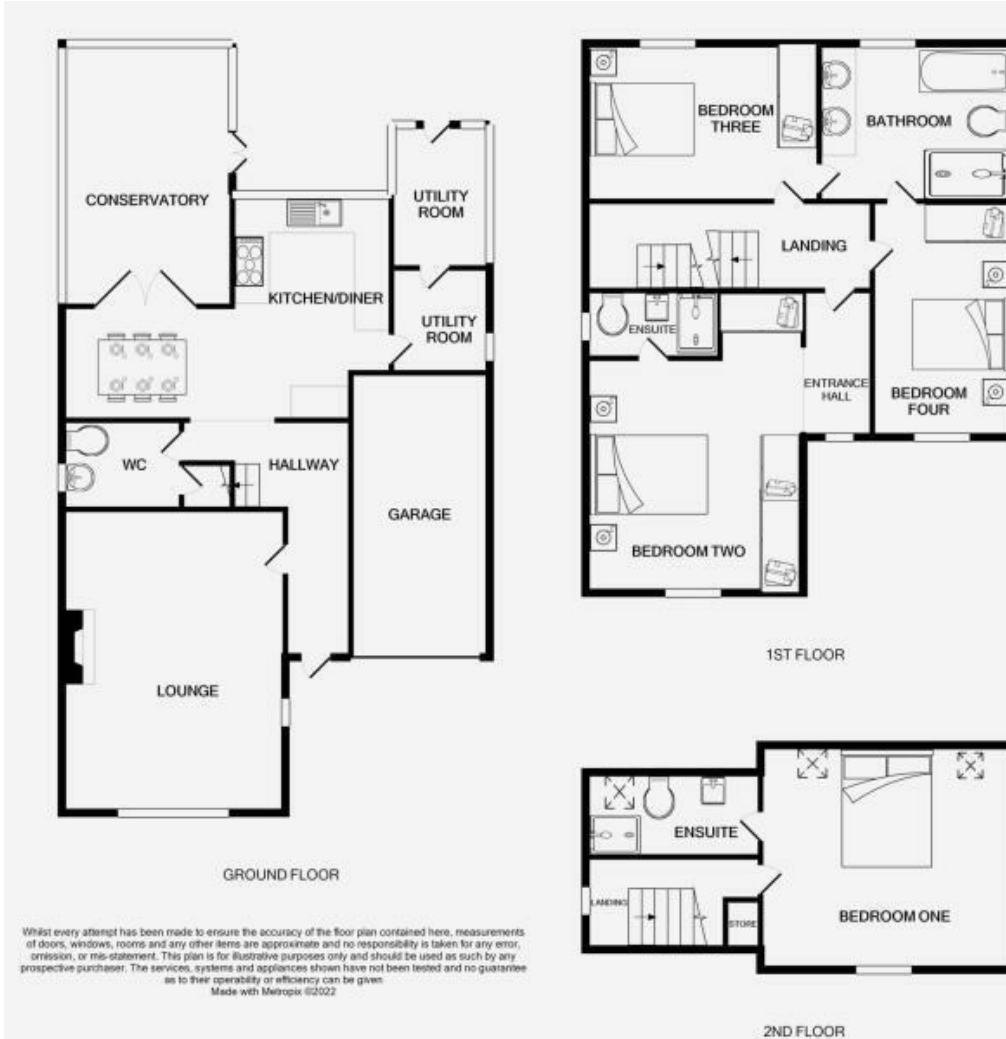 CONSERVATORY
UTILITY
ROOM
KITCHEN/DINER
UTILITY
ROOM
WC
HALLWAY
GARAGE
LOUNGE
GROUND FLOOR
BEDROOM
THREE
BATHROOM
LANDING
ENSUITE
ENTRANCE
HALL
BEDROOM
FOUR
BEDROOM TWO
1ST FLOOR
ENSUITE
LANDING
STORE
BEDROOM ONE
2ND FLOOR
Whilst every attempt has been made to ensure the accuracy of the floor plan contained here, measurements
of doors, windows, rooms and any other items are approximate and no responsibility is taken for any error,
omission, or mis-statement. This plan is for illustrative purposes only and should be used as such by any
prospective purchaser. The services, systems and appliances shown have not been tested and no guarantee
as to their operability or efficiency can be given
Made with Metropix ©2022